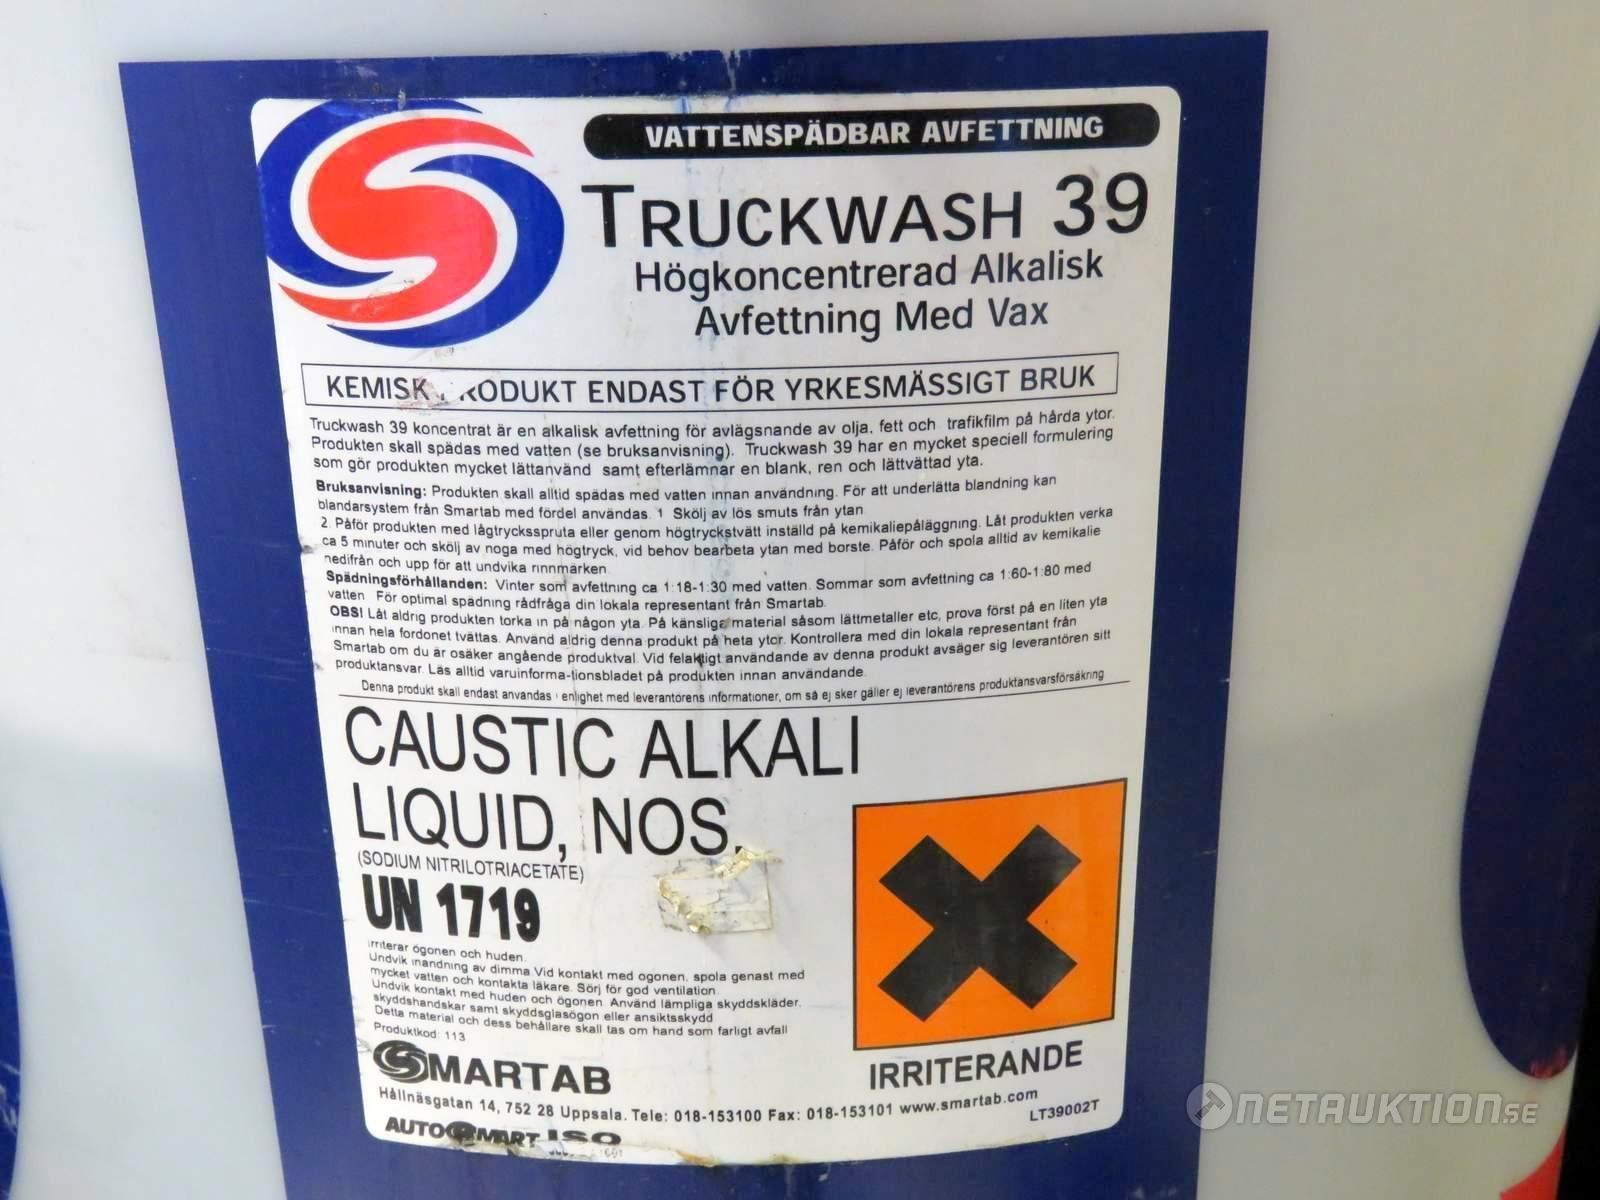 VATTENSPÄDBAR AVFETTNING
TRUCKWASH 39
Högkoncentrerad Alkalisk
Avfettning Med Vax
KEMISK RODUKT ENDAST FÖR YRKESMÄSSIGT BRUK
Truckwash 39 koncentrat är en alkalisk avfettning för avlägsnande av olja, fett och trafikfilm på hårda ytor.
Produkten skall spädas med vatten (se bruksanvisning). Truckwash 39 har en mycket speciell formulering
som gör produkten mycket lättanvänd samt efterlämnar en blank, ren och lättvättad yta.
Bruksanvisning: Produkten skall alltid spädas med vatten innan användning. För att underlätta blandning kan
blandarsystem från Smartab med fördel användas. 1 Skölj av lös smuts från ytan
2. Påför produkten med lågtrycksspruta eller genom högtryckstvätt inställd på kemikaliepåläggning. Låt produkten verka
ca 5 minuter och skölj av noga med högtryck, vid behov bearbeta ytan med borste. Påför och spola alltid av kemikalie
nedifrån och upp för att undvika rinnmärken.
Spädningsförhållanden: Vinter som avfettning ca 1:18-1:30 med vatten. Sommar som avfettning ca 1:60-1:80 med
vatten. För optimal spädning rådfråga din lokala representant från Smartab.
OBS! Låt aldrig produkten torka in på någon yta. På känsliga material såsom lättmetaller etc, prova först på en liten yta
innan hela fordonet tvättas. Använd aldrig denna produkt på heta ytor. Kontrollera med din lokala representant från
Smartab om du är osäker angående produktval. Vid felaktigt användande av denna produkt avsäger sig leverantören sitt
produktansvar. Läs alltid varuinforma-tionsbladet på produkten innan användande.
Denna produkt skall endast användas i enlighet med leverantörens informationer, om så ej sker gäller ej leverantörens produktansvarsförsäkring
CAUSTIC ALKALI
LIQUID, NOS.
(SODIUM NITRILOTRIACETATE)
UN 1719
Irriterar ögonen och huden.
Undvik inandning av dimma. Vid kontakt med ögonen, spola genast med
mycket vatten och kontakta läkare. Sörj för god ventilation.
Undvik kontakt med huden och ögonen. Använd lämpliga skyddskläder,
skyddshandskar samt skyddsglasögon eller ansiktsskydd
Detta material och dess behållare skall tas om hand som farligt avfall
Produktkod: 113
IRRITERANDE
SMARTAB
Hållnäsgatan 14, 752 28 Uppsala. Tele: 018-153100 Fax: 018-153101 www.smartab.com
LT39002T
AUTOSMART ISO
NETAUKTION.SE